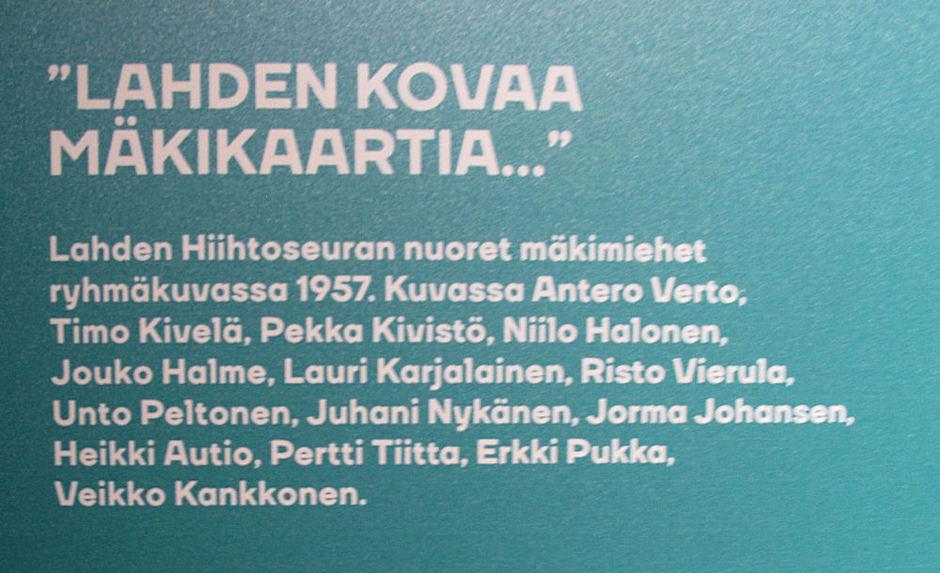 ”LAHDEN KOVAA
MÄKIKAARTIA...”
Lahden Hiihtoseuran nuoret mäkimiehet
ryhmäkuvassa 1957. Kuvassa Antero Verto,
Timo Kivelä, Pekka Kivistö, Niilo Halonen,
Jouko Halme, Lauri Karjalainen, Risto Vierula,
Unto Peltonen, Juhani Nykänen, Jorma Johansen,
Heikki Autio, Pertti Tiitta, Erkki Pukka,
Veikko Kankkonen.